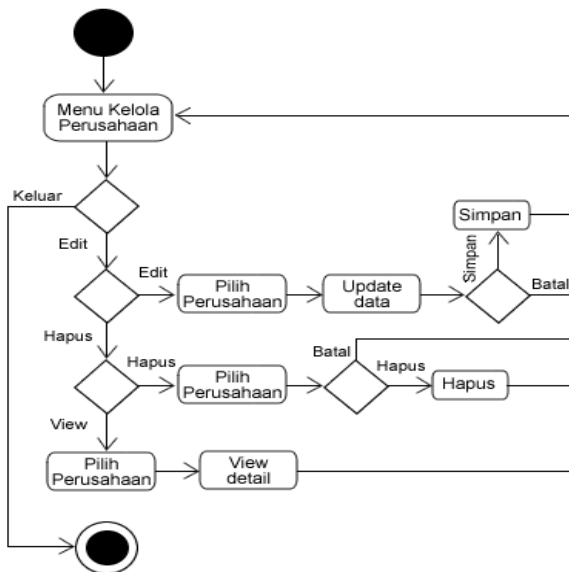 Menu Kelola
Perusahaan
Keluar
Edit
Simpan
Simpan
Edit
Pilih
Perusahaan
Update
data
Batal
Hapus
Hapus
Pilih
Perusahaan
Batal
Hapus
Hapus
View
Pilih
Perusahaan
View
detail